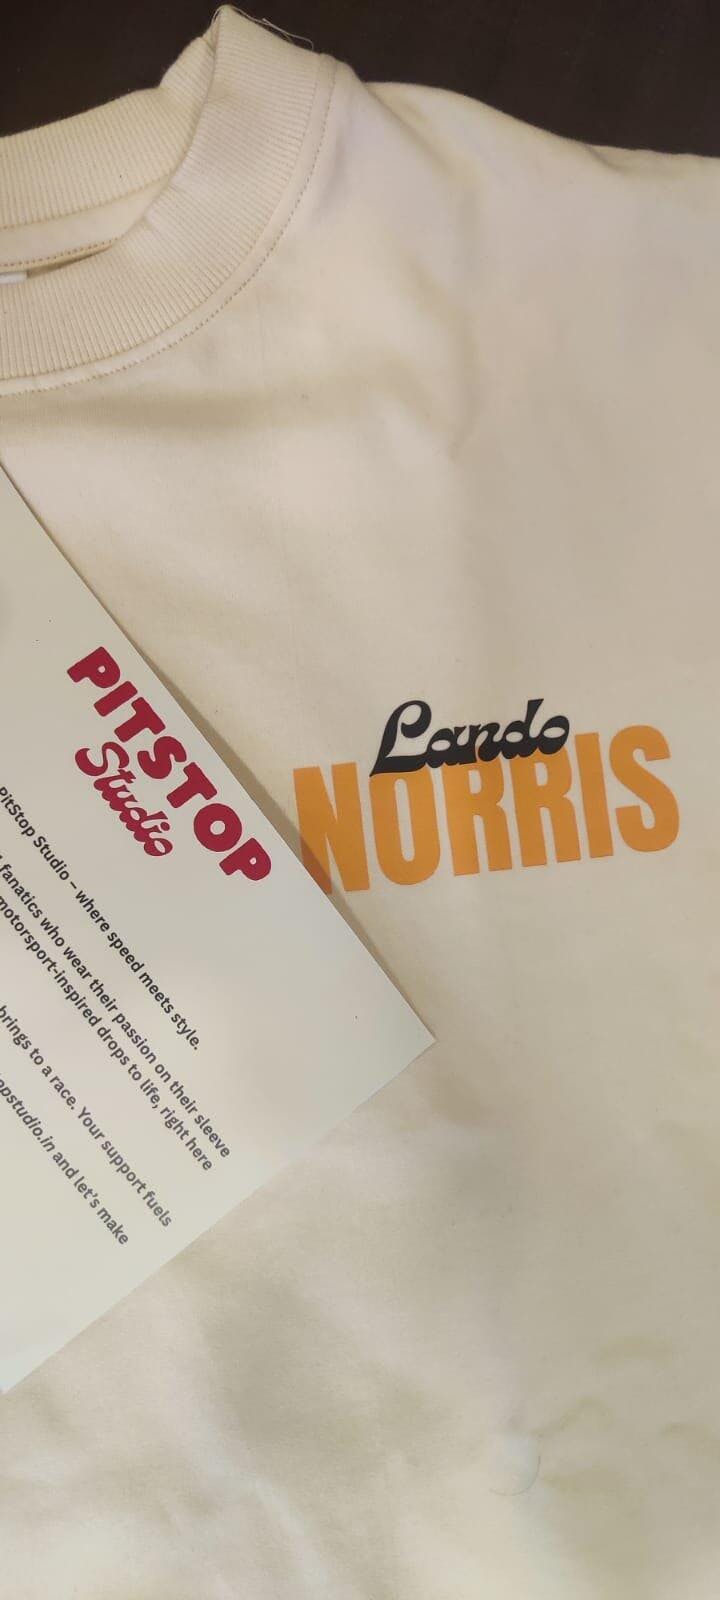 PITSTOP
Studio
PitStop Studio – where speed meets style.
fanatics who wear their passion on their sleeve
motorsport-inspired drops to life, right here
brings to a race. Your support fuels
opstudio.in and let's make
Lando
NORRIS